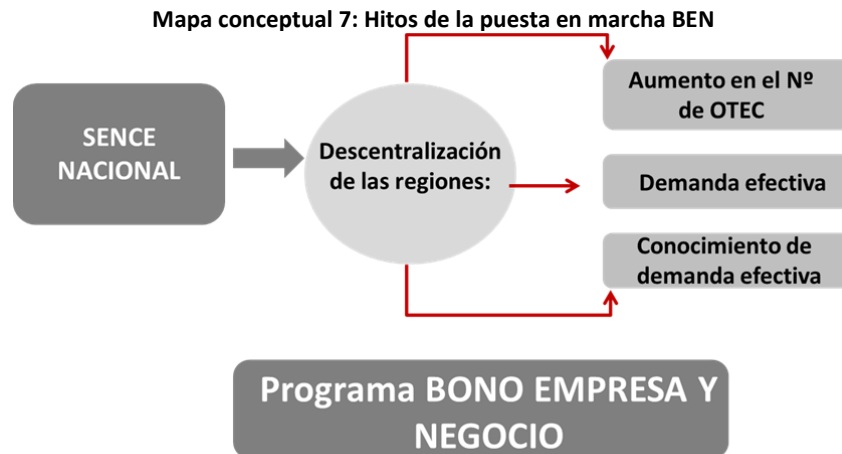 Mapa conceptual 7: Hitos de la puesta en marcha BEN
SENCE
NACIONAL
Descentralización
de las regiones:
Aumento en el Nº
de OTEC
Demanda efectiva
Conocimiento de
demanda efectiva
Programa BONO EMPRESA Y
NEGOCIO